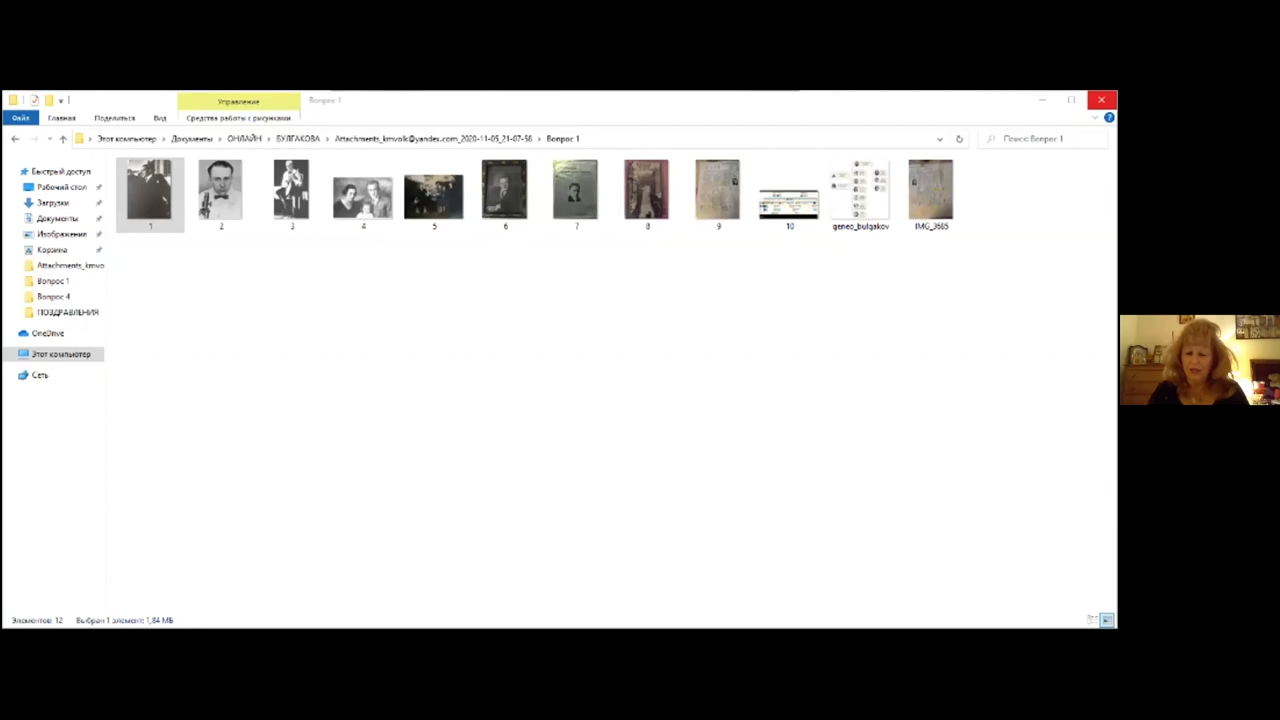 Управление
Вопрос 1
Файл
Главная
Поделиться
Вид
Средства работы с рисунками
Этот компьютер
Документы
ОНЛАЙН
БУЛГАКОВА
Attachments_kmvolk@yandex.com_2020-11-05_21-07-58
Вопрос 1
Поиск: Вопрос 1
Быстрый доступ
Рабочий стол
Загрузки
Документы
Изображения
Корзина
Attachments_kmvo
Вопрос 1
Вопрос 4
ПОЗДРАВЛЕНИЯ
OneDrive
Этот компьютер
Сеть
1
2
3
4
5
6
7
8
9
10
geneo_bulgakov
IMG_3685
Элементов: 12
Выбран 1 элемент: 1,84 МБ